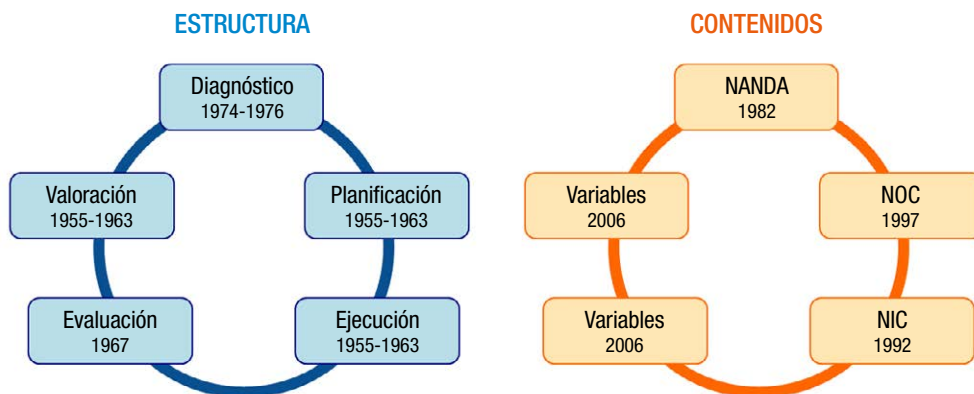 ESTRUCTURA
Diagnóstico
1974-1976
Valoración
1955-1963
Planificación
1955-1963
Evaluación
1967
Ejecución
1955-1963
CONTENIDOS
NANDA
1982
Variables
2006
NOC
1997
Variables
2006
NIC
1992